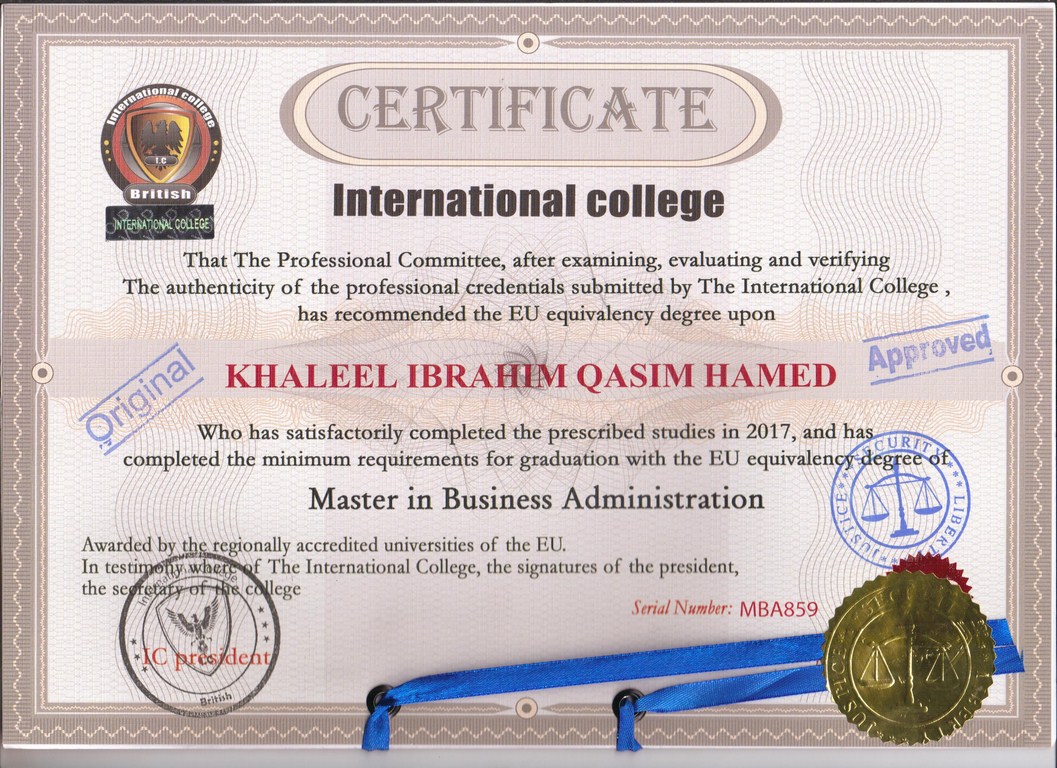 International college
I.C
British
INTERNATIONAL COLLEGE
CERTIFICATE
International college
That The Professional Committee, after examining, evaluating and verifying
The authenticity of the professional credentials submitted by The International College ,
has recommended the EU equivalency degree upon
Original
Approved
KHALEEL IBRAHIM QASIM HAMED
Who has satisfactorily completed the prescribed studies in 2017, and has
completed the minimum requirements for graduation with the EU equivalency degree of
SECURITY
LIBERTY
JUSTICE
Master in Business Administration
Awarded by the regionally accredited universities of the EU.
In testimony where of The International College, the signatures of the president,
the secretary of the college
Serial Number: MBA859
IC president
British